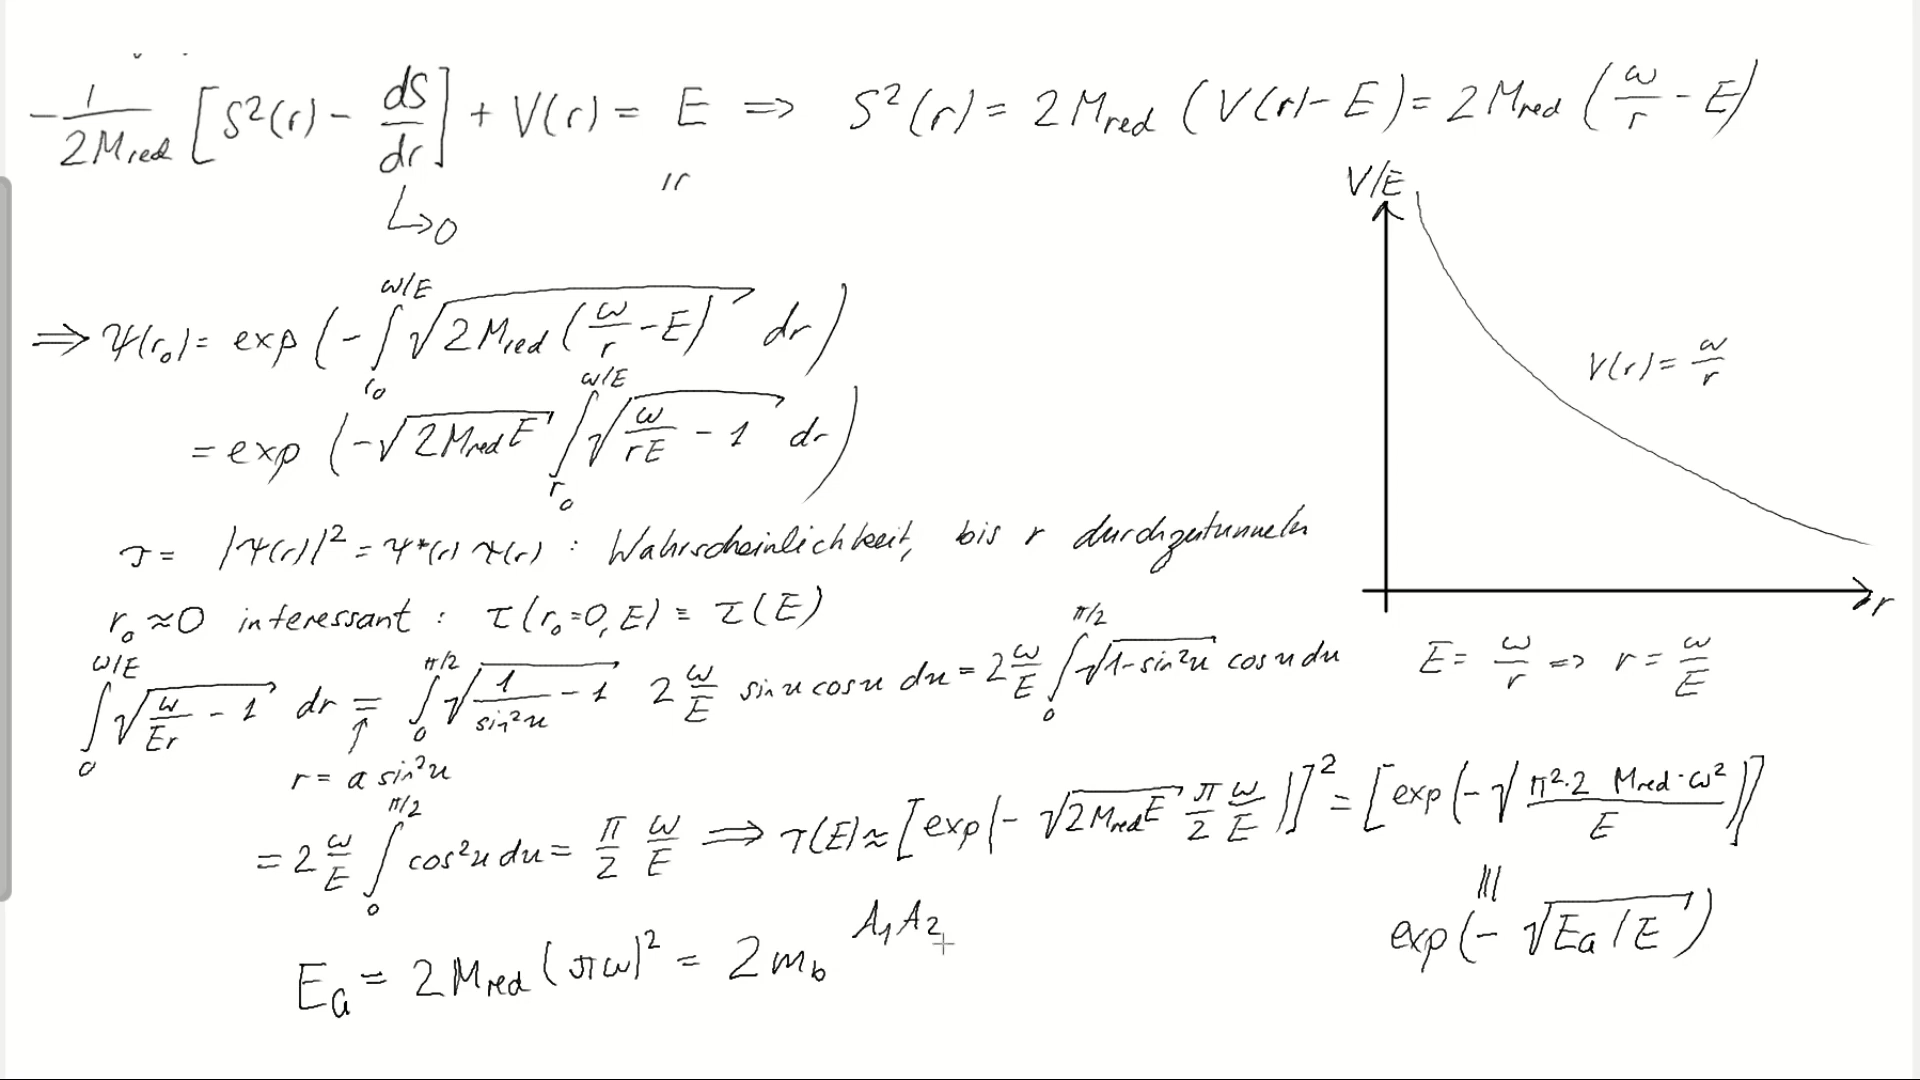 -1/(2M_red) [S²(r) - dS/dr] + V(r) = E => S²(r) = 2M_red (V(r) - E) = 2M_red (ω/r - E)
↳0
V/E
=> Ψ(r₀) = exp(-∫_{r₀}^{ω/E} √(2M_red(ω/r - E)) dr)
V(r) = ω/r
= exp(-√(2M_red E) ∫_{r₀}^{ω/E} √(ω/(rE) - 1) dr)
τ = |Ψ(r)|² = Ψ*(r) Ψ(r) : Wahrscheinlichkeit, bis r durchzutunneln
r
r₀ ≈ 0 interessant : τ(r₀=0, E) ≡ τ(E)
E = ω/r => r = ω/E
∫_0^{ω/E} √(ω/(Er) - 1) dr = ∫_0^{π/2} √(1/sin²u - 1) 2 ω/E sin u cos u du = 2 ω/E ∫_0^{π/2} √(1 - sin²u) cos u du
↑
r = a sin²u
= 2 ω/E ∫_0^{π/2} cos²u du = π/2 ω/E => τ(E) ≈ [exp(-√(2M_red E) π/2 ω/E)]² = [exp(-√(π²·2 M_red·ω²/E))]
≡
exp(-√(E_a/E))
E_a = 2M_red (πω)² = 2m_b A₁A₂